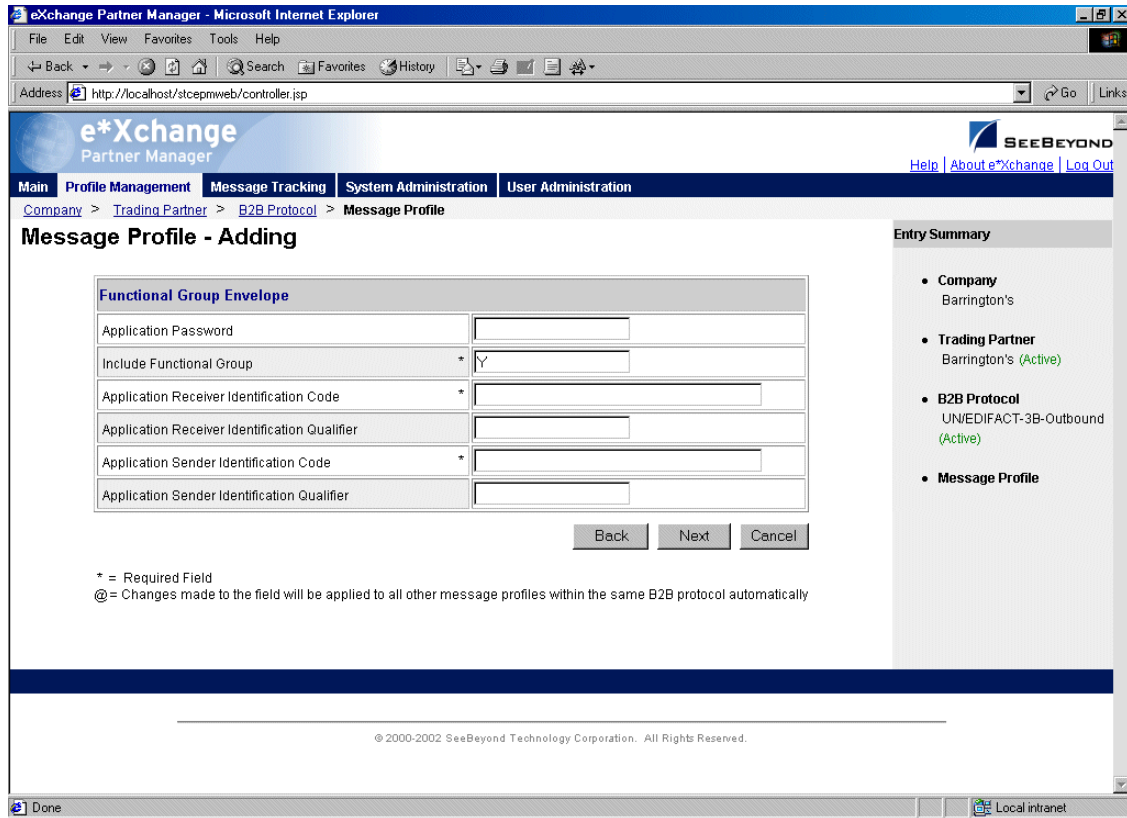 eXchange Partner Manager - Microsoft Internet Explorer
File Edit View Favorites Tools Help
Back Search Favorites History
Address http://localhost/stcepmweb/controller.jsp Go Links
e*Xchange
Partner Manager
SEEBEYOND
Help | About e*Xchange | Log Out
Main Profile Management Message Tracking System Administration User Administration
Company > Trading Partner > B2B Protocol > Message Profile
Message Profile - Adding
Functional Group Envelope
Application Password
Include Functional Group * Y
Application Receiver Identification Code *
Application Receiver Identification Qualifier
Application Sender Identification Code *
Application Sender Identification Qualifier
Back Next Cancel
* = Required Field
@ = Changes made to the field will be applied to all other message profiles within the same B2B protocol automatically
Entry Summary
• Company
Barrington's
• Trading Partner
Barrington's (Active)
• B2B Protocol
UN/EDIFACT-3B-Outbound
(Active)
• Message Profile
© 2000-2002 SeeBeyond Technology Corporation. All Rights Reserved.
Done Local intranet